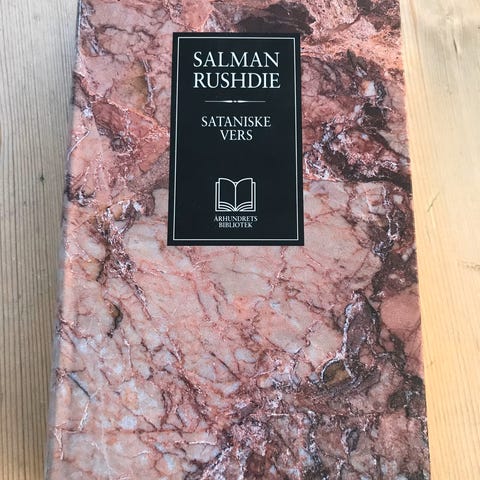 SALMAN
RUSHDIE
SATANISKE
VERS
ÅRHUNDRETS
BIBLIOTEK